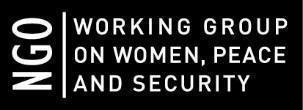 NGO
WORKING GROUP
ON WOMEN, PEACE
AND SECURITY